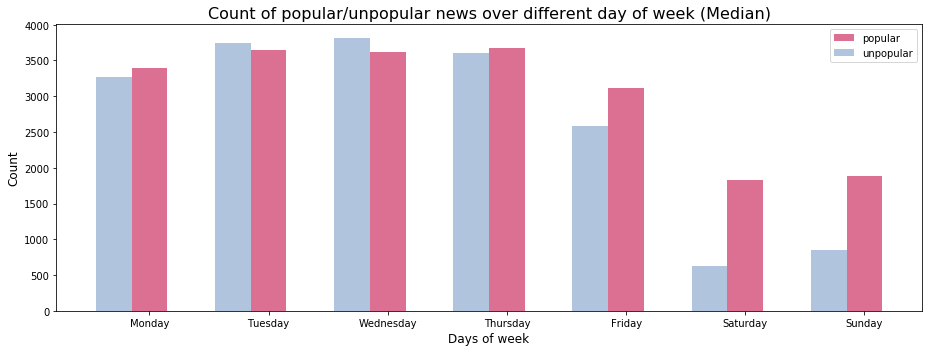 Count of popular/unpopular news over different day of week (Median)
popular
unpopular
Count
4000
3500
3000
2500
2000
1500
1000
500
0
Monday Tuesday Wednesday Thursday Friday Saturday Sunday
Days of week